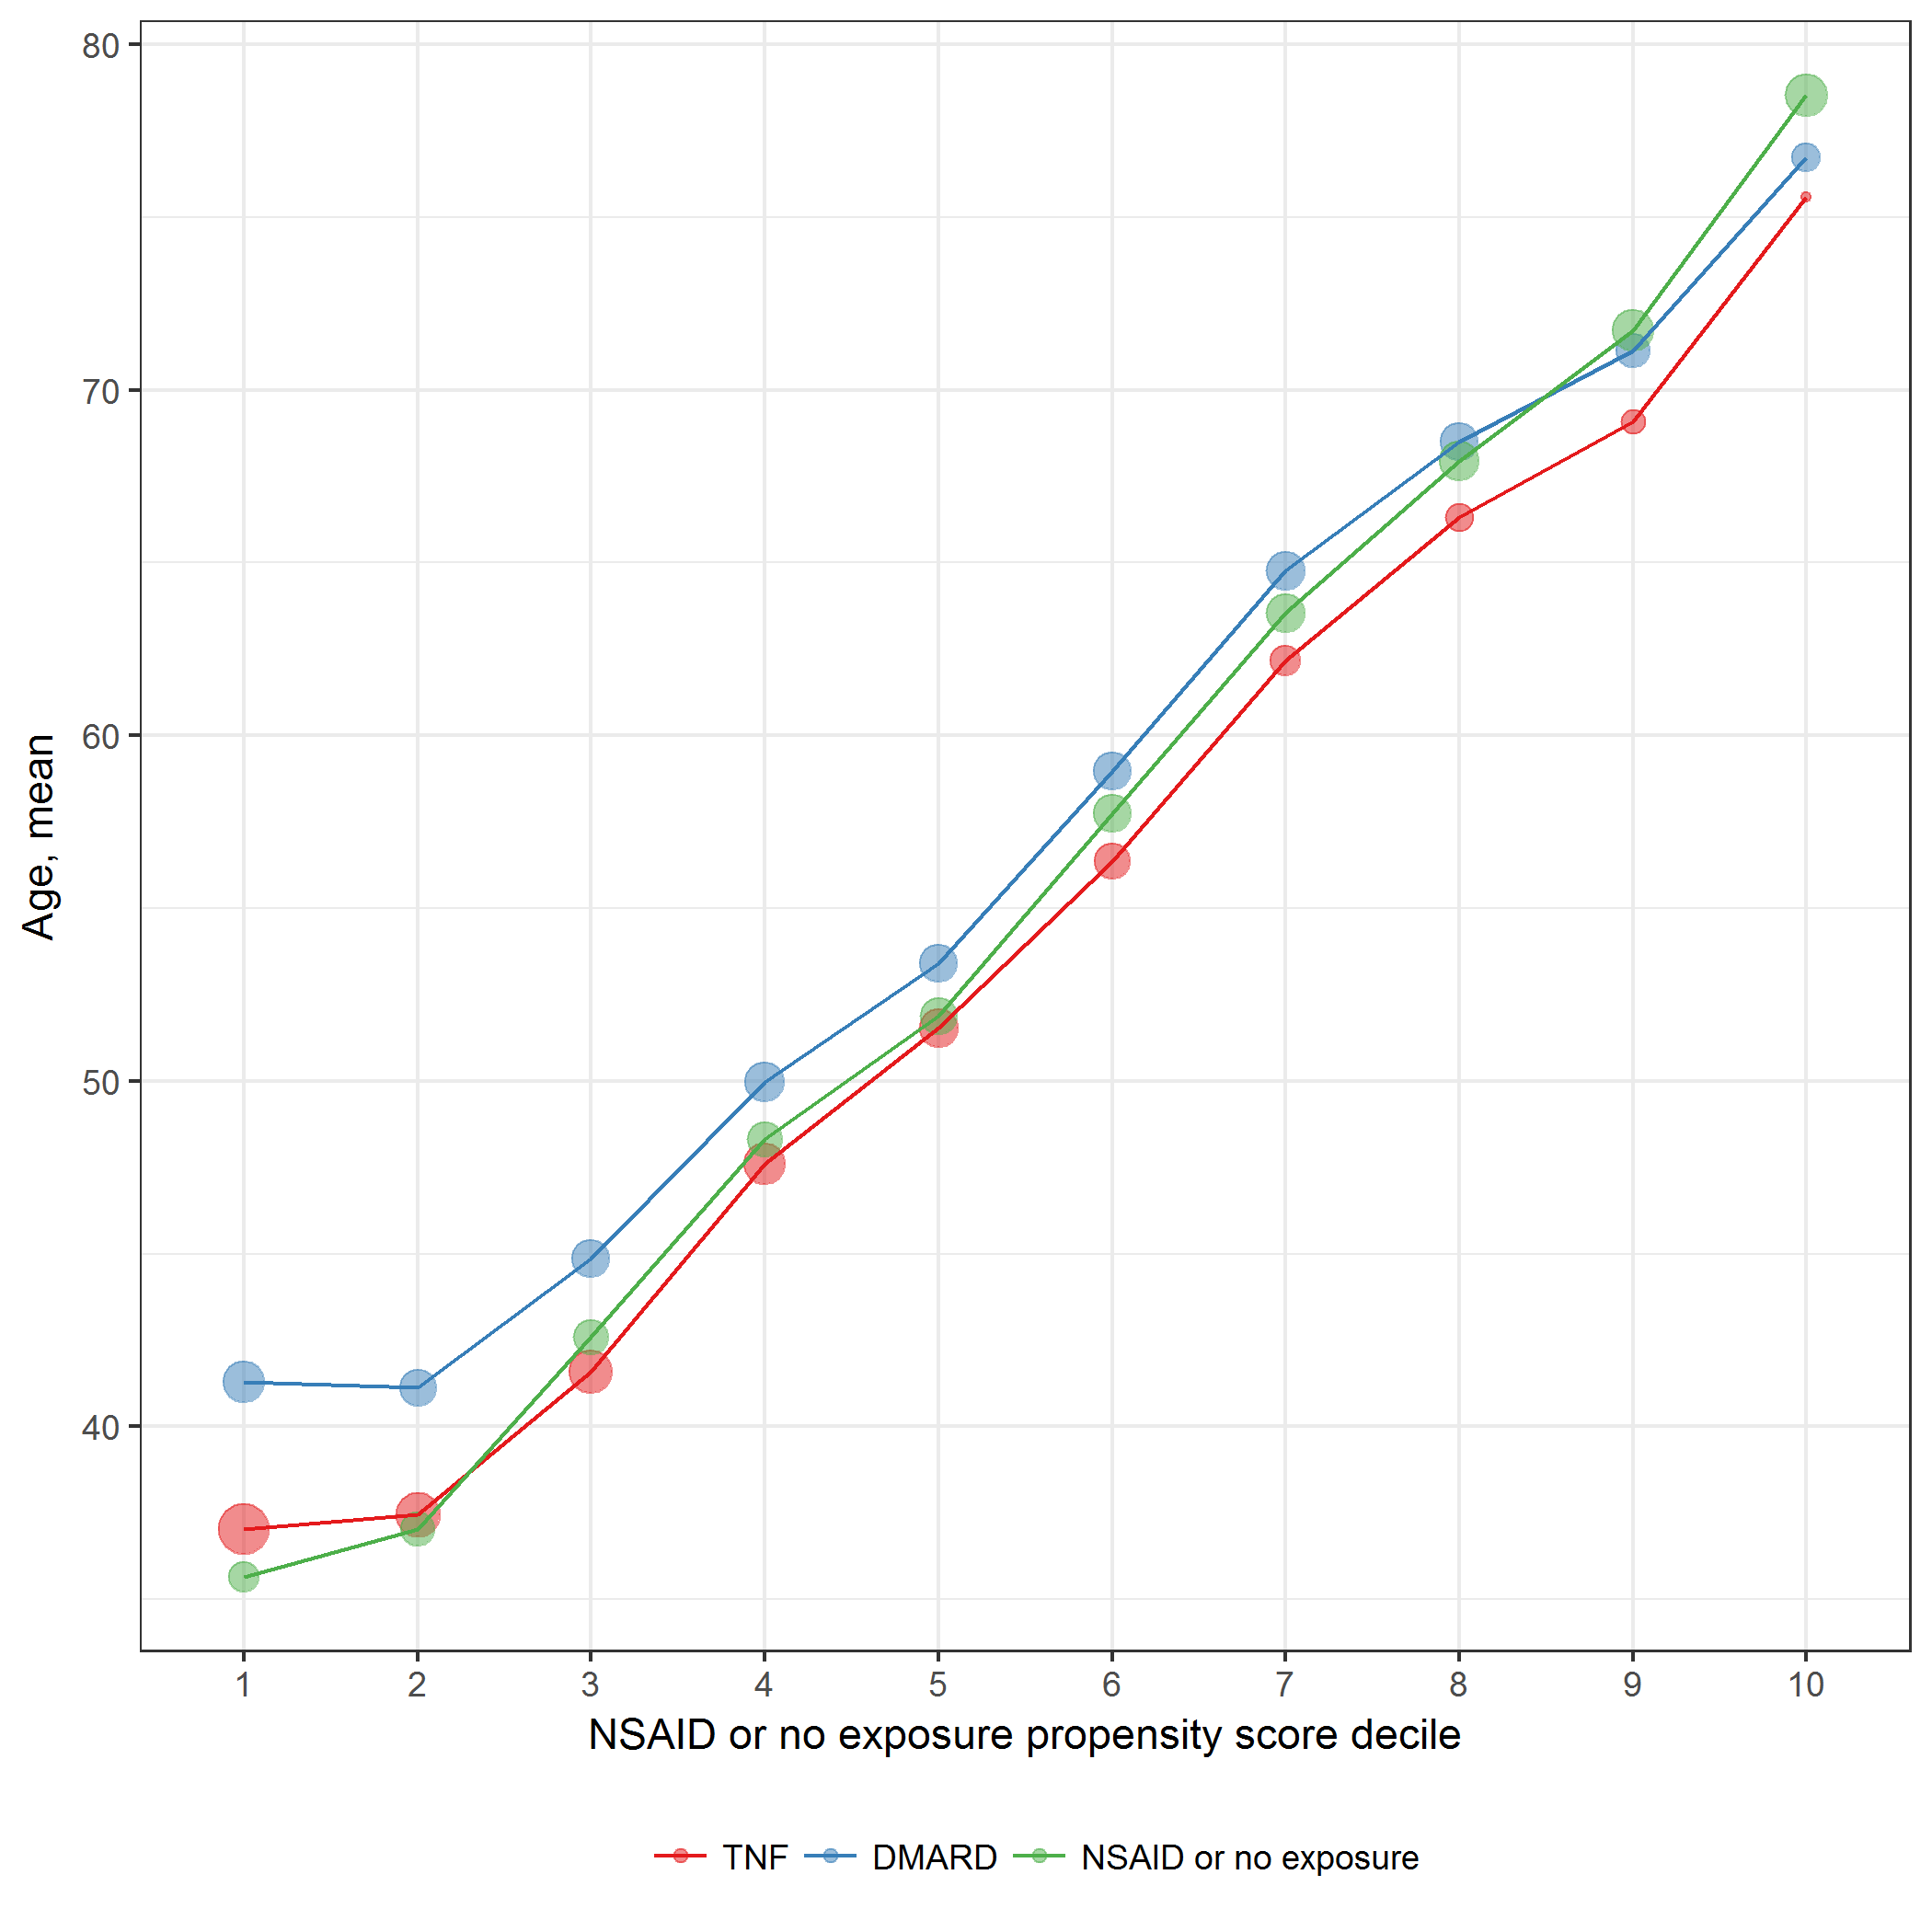 80
70
60
50
40
Age, mean
1 2 3 4 5 6 7 8 9 10
NSAID or no exposure propensity score decile
TNF DMARD NSAID or no exposure